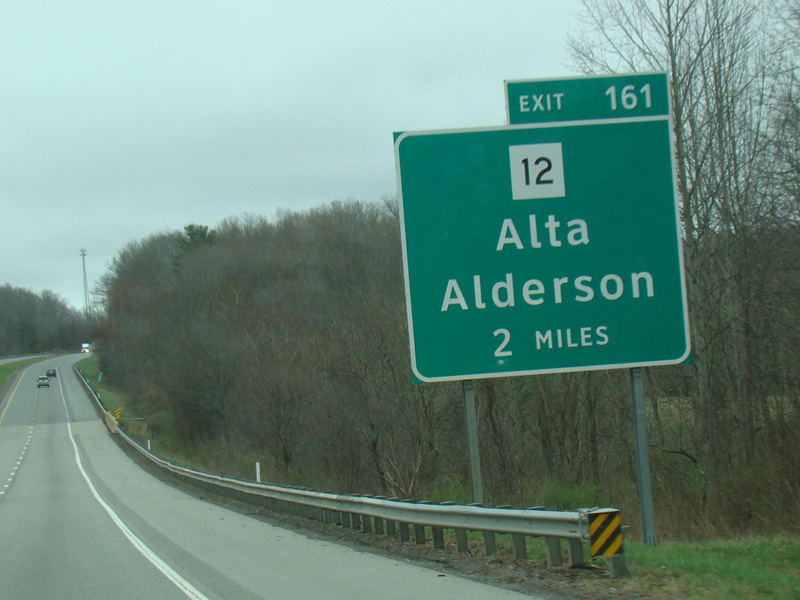 EXIT 161
12
Alta
Alderson
2 MILES